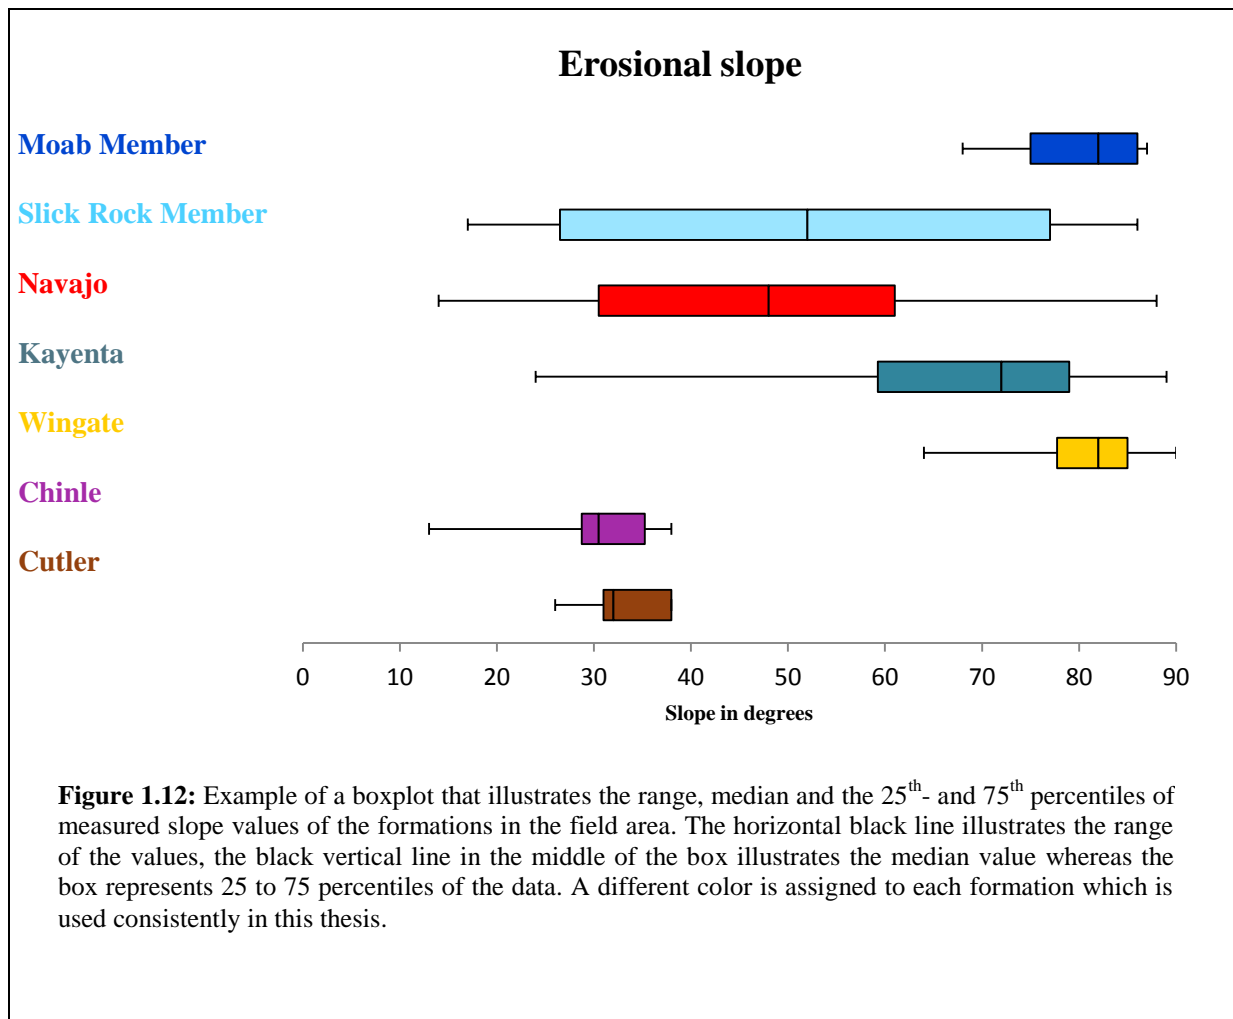 Erosional slope
Moab Member
Slick Rock Member
Navajo
Kayenta
Wingate
Chinle
Cutler
0 10 20 30 40 50 60 70 80 90
Slope in degrees
Figure 1.12: Example of a boxplot that illustrates the range, median and the 25th- and 75th percentiles of
measured slope values of the formations in the field area. The horizontal black line illustrates the range
of the values, the black vertical line in the middle of the box illustrates the median value whereas the
box represents 25 to 75 percentiles of the data. A different color is assigned to each formation which is
used consistently in this thesis.